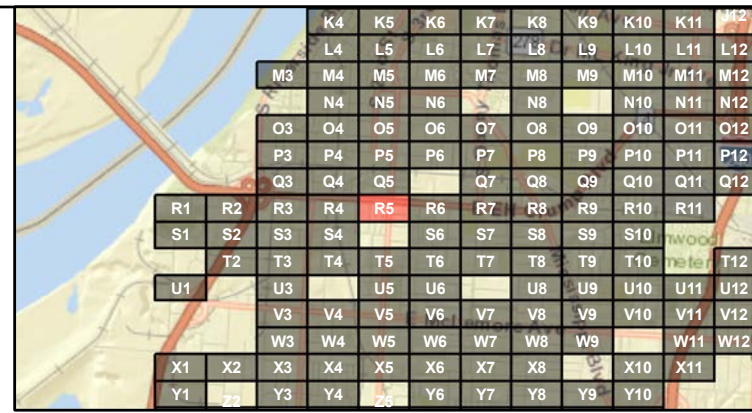 K4 K5 K6 K7 K8 K9 K10 K11 J12
L4 L5 L6 L7 L8 L9 L10 L11 L12
M3 M4 M5 M6 M7 M8 M9 M10 M11 M12
N4 N5 N6 N8 N10 N11 N12
O3 O4 O5 O6 O7 O8 O9 O10 O11 O12
P3 P4 P5 P6 P7 P8 P9 P10 P11 P12
Q3 Q4 Q5 Q7 Q8 Q9 Q10 Q11 Q12
R1 R2 R3 R4 R5 R6 R7 R8 R9 R10 R11
S1 S2 S3 S4 S6 S7 S8 S9 S10
T2 T3 T4 T5 T6 T7 T8 T9 T10 T12
U1 U3 U5 U6 U8 U9 U10 U11 U12
V3 V4 V5 V6 V7 V8 V9 V10 V11 V12
W3 W4 W5 W6 W7 W8 W9 W11 W12
X1 X2 X3 X4 X5 X6 X7 X8 X10 X11
Y1 Y3 Y4 Y6 Y7 Y8 Y9 Y10
Z2 Z5
S Riverside
278
E McLemore Ave
Mississippi Blvd